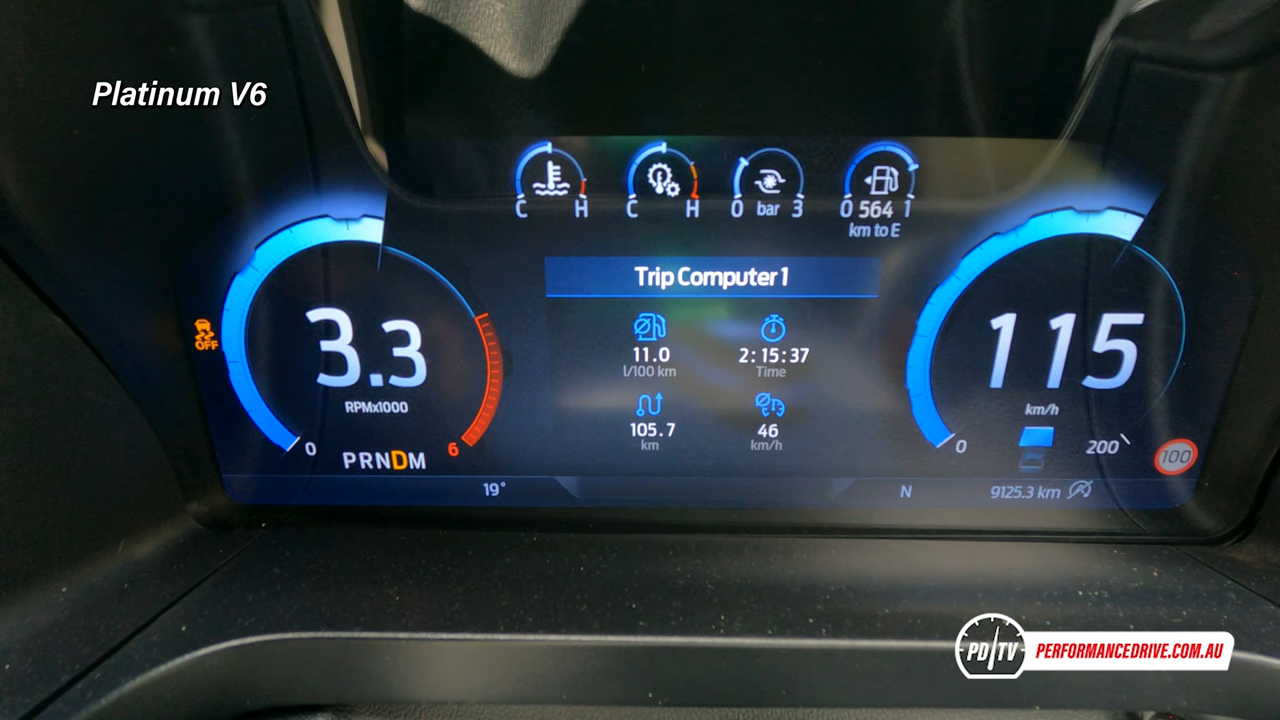 Platinum V6
C H
C H
0 bar 3
0 564 1
km to E
Trip Computer 1
11.0
l/100 km
2:15:37
Time
105.7
km
46
km/h
OFF
3.3
RPMx1000
0
6
PRNDM
115
km/h
0
200
100
19°
N
9125.3 km
PD TV
PERFORMANCEDRIVE.COM.AU